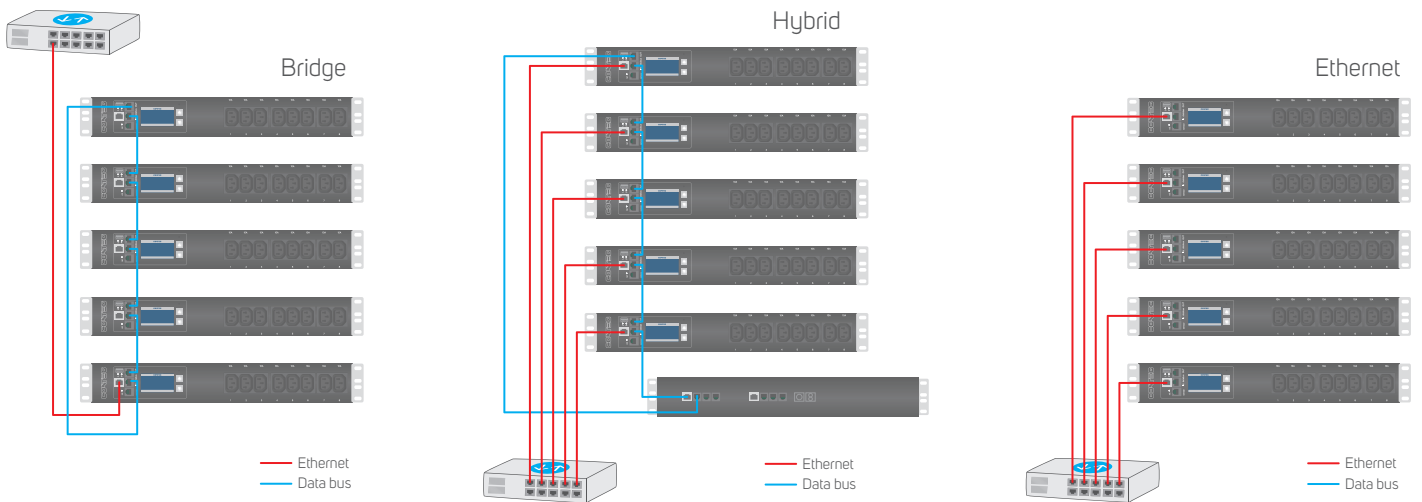 Bridge
Ethernet
Data bus
Hybrid
Ethernet
Data bus
Ethernet
Ethernet
Data bus